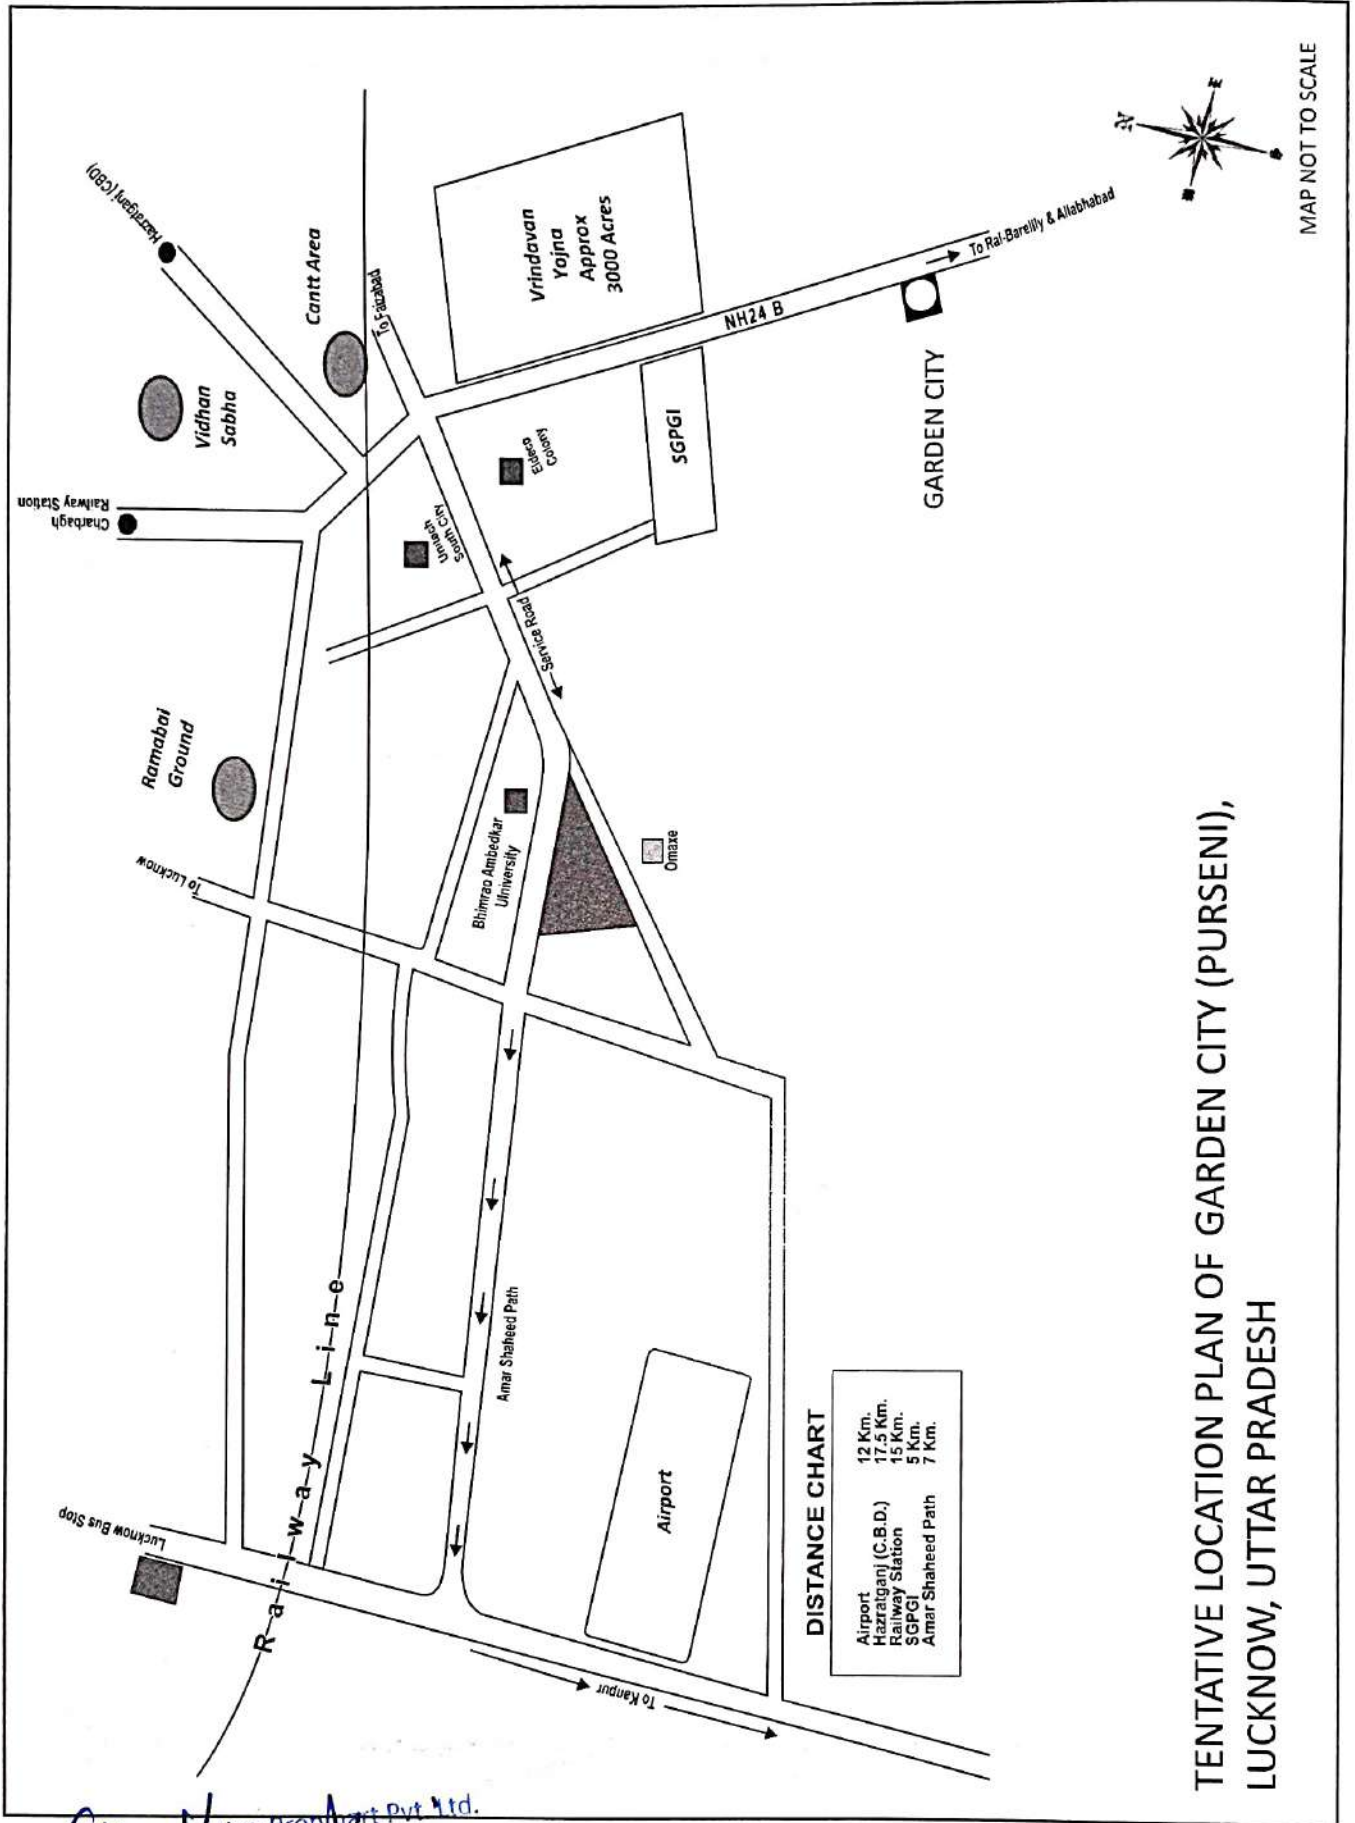 Hazratganj (CBD)
Vidhan
Sabha
Cantt Area
To Faizabad
Charbagh
Railway Station
Vrindavan
Yojna
Approx
3000 Acres
Ramabai
Ground
South City
Eldeco
Colony
SGPGI
NH24 B
To Rai-Barelily & Allabhabad
GARDEN CITY
Service Road
To Lucknow
Bhimrao Ambedkar
University
Omaxe
Lucknow Bus Stop
Railway Line
Amar Shaheed Path
Airport
To Kanpur
DISTANCE CHART
Airport 12 Km.
Hazratganj (C.B.D.) 17.5 Km.
Railway Station 15 Km.
SGPGI 5 Km.
Amar Shaheed Path 7 Km.
N
E
MAP NOT TO SCALE
TENTATIVE LOCATION PLAN OF GARDEN CITY (PURSENI),
LUCKNOW, UTTAR PRADESH
Pvt. Ltd.